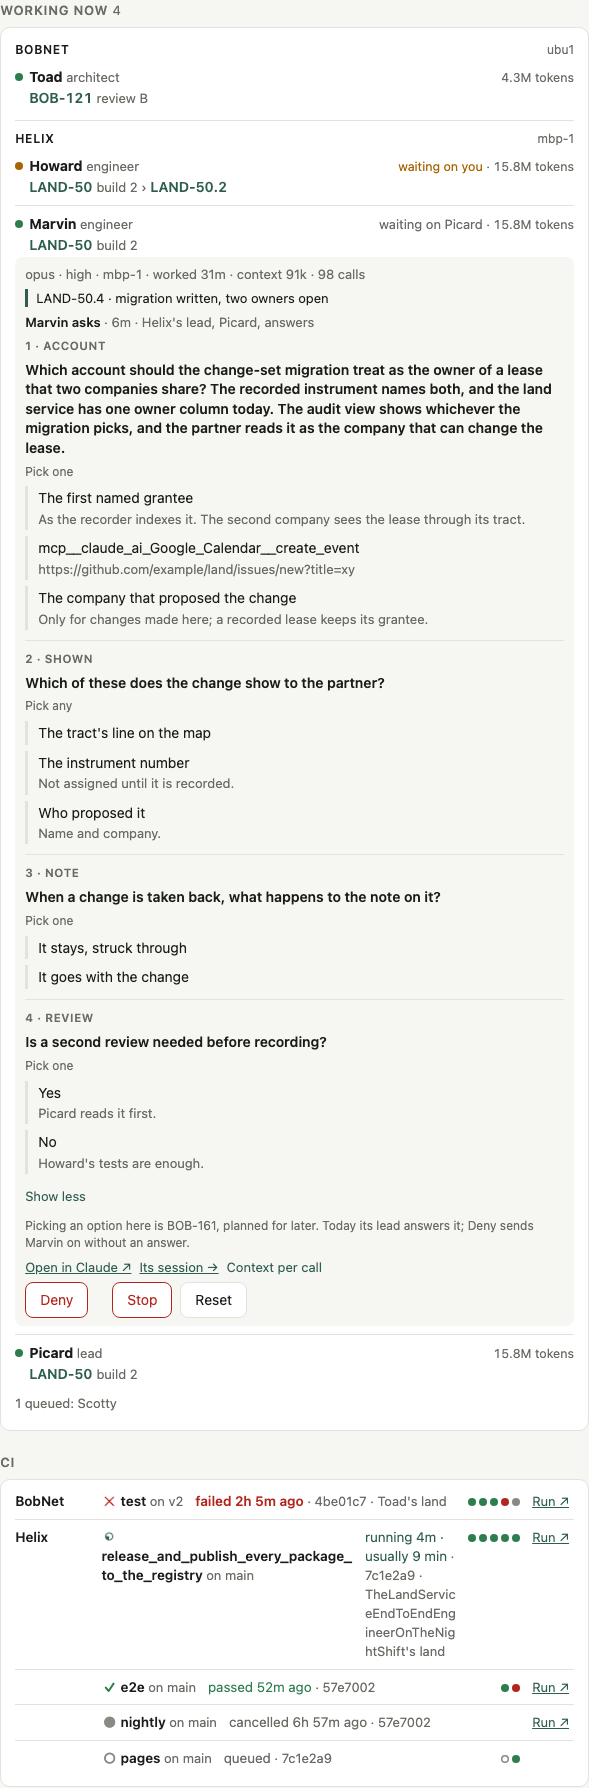 WORKING NOW 4
BOBNET ubu1
Toad architect 4.3M tokens
BOB-121 review B
HELIX mbp-1
Howard engineer waiting on you · 15.8M tokens
LAND-50 build 2 › LAND-50.2
Marvin engineer waiting on Picard · 15.8M tokens
LAND-50 build 2
opus · high · mbp-1 · worked 31m · context 91k · 98 calls
LAND-50.4 · migration written, two owners open
Marvin asks · 6m · Helix's lead, Picard, answers
1 · ACCOUNT
Which account should the change-set migration treat as the owner of a lease
that two companies share? The recorded instrument names both, and the land
service has one owner column today. The audit view shows whichever the
migration picks, and the partner reads it as the company that can change the
lease.
Pick one
The first named grantee
As the recorder indexes it. The second company sees the lease through its tract.
mcp__claude_ai_Google_Calendar__create_event
https://github.com/example/land/issues/new?title=xy
The company that proposed the change
Only for changes made here; a recorded lease keeps its grantee.
2 · SHOWN
Which of these does the change show to the partner?
Pick any
The tract's line on the map
The instrument number
Not assigned until it is recorded.
Who proposed it
Name and company.
3 · NOTE
When a change is taken back, what happens to the note on it?
Pick one
It stays, struck through
It goes with the change
4 · REVIEW
Is a second review needed before recording?
Pick one
Yes
Picard reads it first.
No
Howard's tests are enough.
Show less
Picking an option here is BOB-161, planned for later. Today its lead answers it; Deny sends
Marvin on without an answer.
Open in Claude ↗ Its session → Context per call
Deny Stop Reset
Picard lead 15.8M tokens
LAND-50 build 2
1 queued: Scotty
CI
BobNet test on v2 failed 2h 5m ago · 4be01c7 · Toad's land Run ↗
Helix running 4m · Run ↗
release_and_publish_every_package_ usually 9 min ·
to_the_registry on main 7c1e2a9 ·
TheLandServic
eEndToEndEng
ineerOnTheNig
htShift's land
e2e on main passed 52m ago · 57e7002 Run ↗
nightly on main cancelled 6h 57m ago · 57e7002 Run ↗
pages on main queued · 7c1e2a9